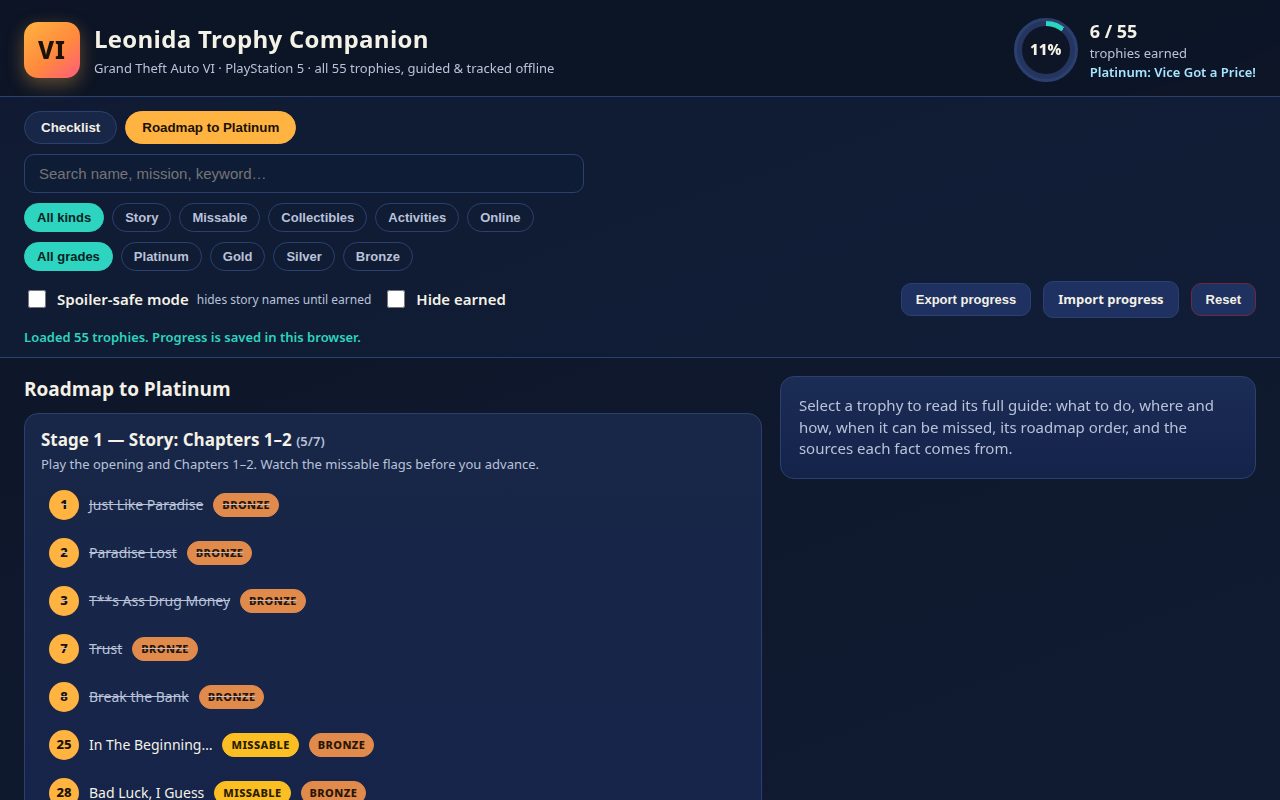 VI
Leonida Trophy Companion
Grand Theft Auto VI · PlayStation 5 · all 55 trophies, guided & tracked offline
11%
6 / 55
trophies earned
Platinum: Vice Got a Price!
Checklist
Roadmap to Platinum
Search name, mission, keyword…
All kinds Story Missable Collectibles Activities Online
All grades Platinum Gold Silver Bronze
Spoiler-safe mode hides story names until earned Hide earned
Export progress Import progress Reset
Loaded 55 trophies. Progress is saved in this browser.
Roadmap to Platinum
Stage 1 — Story: Chapters 1–2 (5/7)
Play the opening and Chapters 1–2. Watch the missable flags before you advance.
1 Just Like Paradise BRONZE
2 Paradise Lost BRONZE
3 T**s Ass Drug Money BRONZE
7 Trust BRONZE
8 Break the Bank BRONZE
25 In The Beginning... MISSABLE BRONZE
28 Bad Luck, I Guess MISSABLE BRONZE
Select a trophy to read its full guide: what to do, where and
how, when it can be missed, its roadmap order, and the
sources each fact comes from.